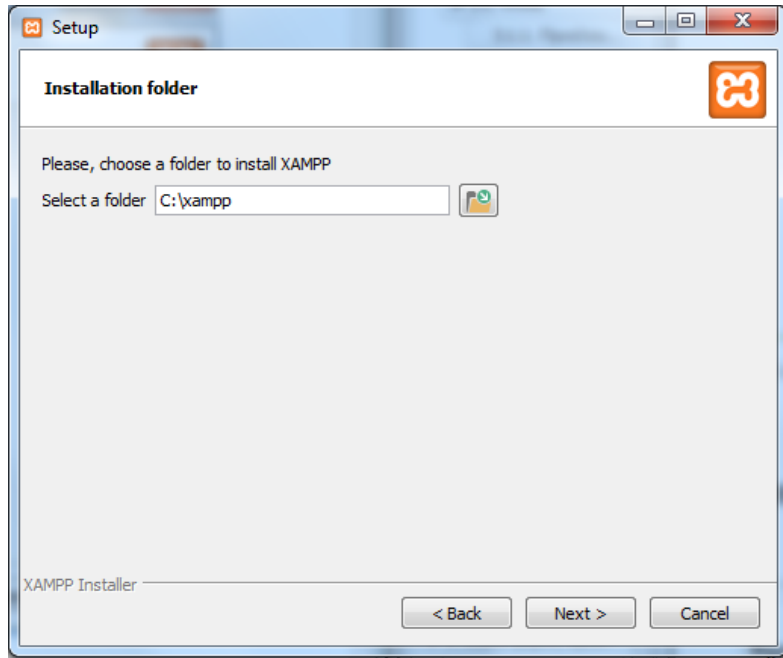 Setup
Installation folder
Please, choose a folder to install XAMPP
Select a folder C:\xampp
XAMPP Installer
< Back Next > Cancel